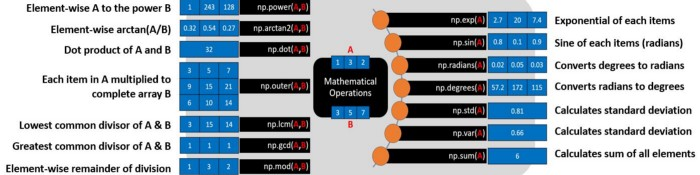 Element-wise A to the power B
1 243 128
np.power(A,B)
Element-wise arctan(A/B)
0.32 0.54 0.27
np.arctan2(A,B)
Dot product of A and B
32
np.dot(A,B)
Each item in A multiplied to
complete array B
3 5 7
9 15 21
6 10 14
np.outer(A,B)
Lowest common divisor of A & B
3 15 14
np.lcm(A,B)
Greatest common divisor of A & B
1 1 1
np.gcd(A,B)
Element-wise remainder of division
1 3 2
np.mod(A,B)
A
1 3 2
Mathematical
Operations
3 5 7
B
np.exp(A)
2.7 20 7.4
Exponential of each items
np.sin(A)
0.8 0.1 0.9
Sine of each items (radians)
np.radians(A)
0.02 0.05 0.03
Converts degrees to radians
np.degrees(A)
57.2 172 115
Converts radians to degrees
np.std(A)
0.81
Calculates standard deviation
np.var(A)
0.66
Calculates standard deviation
np.sum(A)
6
Calculates sum of all elements